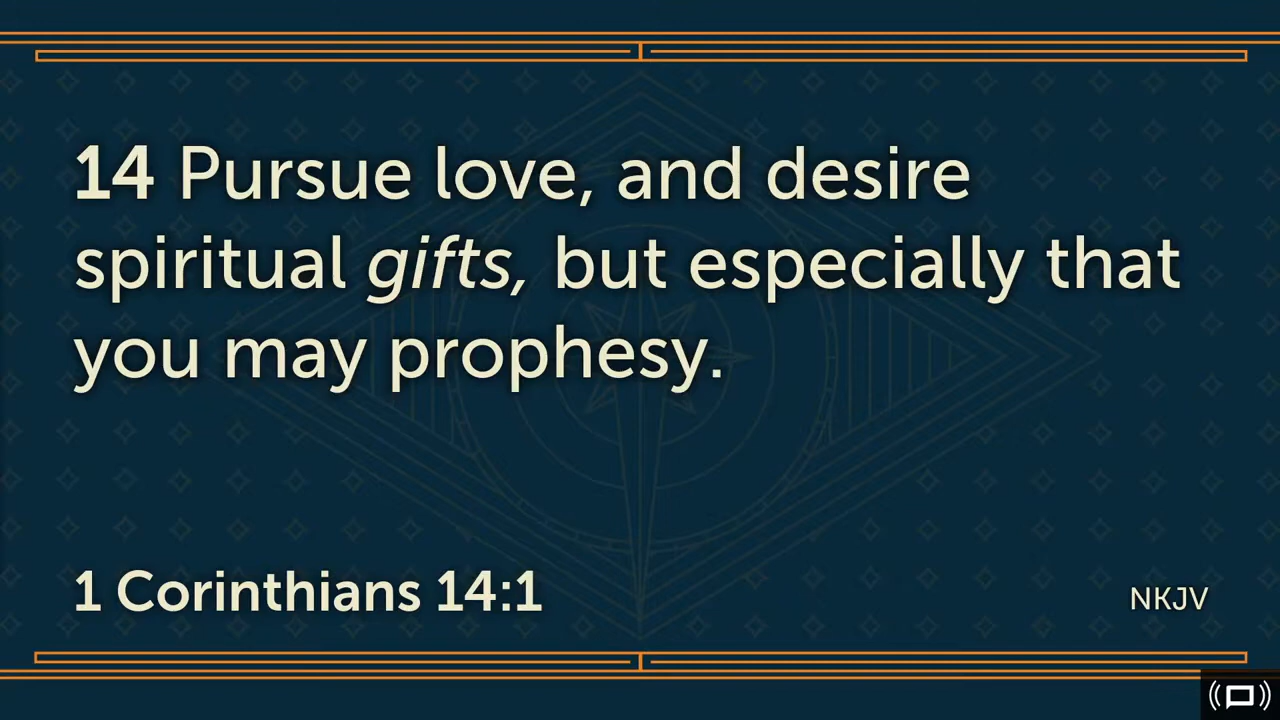 14 Pursue love, and desire
spiritual gifts, but especially that
you may prophesy.
1 Corinthians 14:1
NKJV